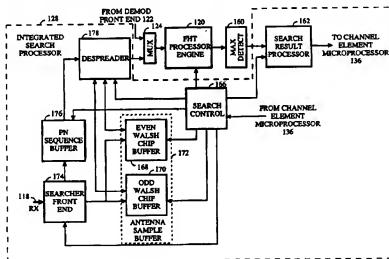 128
INTEGRATED
SEARCH
PROCESSOR
FROM DEMOD
FRONT END 122
178
DESPREADER
124
MUX
120
FHT
PROCESSOR
ENGINE
160
MAX
DETECT
162
SEARCH
RESULT
PROCESSOR
TO CHANNEL
ELEMENT
MICROPROCESSOR
136
166
SEARCH
CONTROL
FROM CHANNEL
ELEMENT
MICROPROCESSOR
136
176
PN
SEQUENCE
BUFFER
EVEN
WALSH
CHIP
BUFFER
168
172
170
ODD
WALSH
CHIP
BUFFER
ANTENNA
SAMPLE
BUFFER
174
SEARCHER
FRONT
END
118
RX